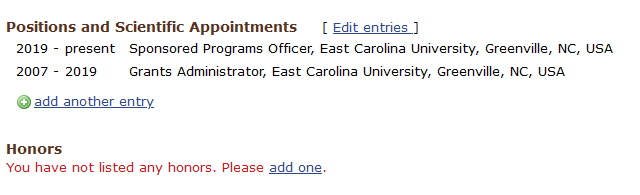 Positions and Scientific Appointments [ Edit entries ]
2019 - present Sponsored Programs Officer, East Carolina University, Greenville, NC, USA
2007 - 2019 Grants Administrator, East Carolina University, Greenville, NC, USA
add another entry
Honors
You have not listed any honors. Please add one.